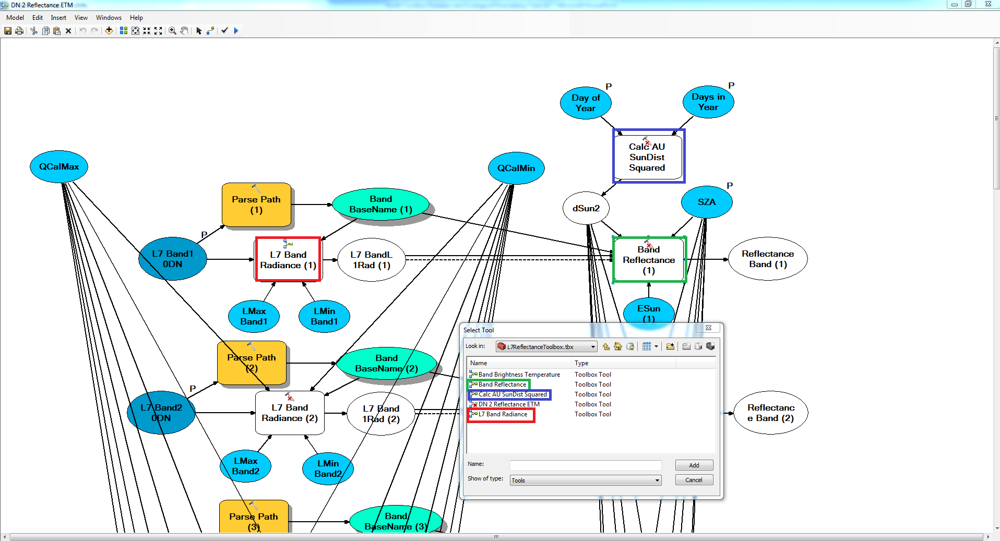 DN 2 Reflectance ETM
Model Edit Insert View Windows Help
P
P
Day of
Year
Days in
Year
Calc AU
SunDist
Squared
QCalMax
QCalMin
Parse Path
(1)
Band
BaseName (1)
dSun2
P
SZA
P
L7 Band1
0DN
L7 Band
Radiance (1)
L7 BandL
1Rad (1)
Band
Reflectance
(1)
Reflectance
Band (1)
LMax
Band1
LMin
Band1
ESun
(1)
Parse Path
(2)
Band
BaseName (2)
P
L7 Band2
0DN
L7 Band
Radiance (2)
L7 Band
1Rad (2)
Reflectanc
e Band (2)
LMax
Band2
LMin
Band2
Parse Path
(3)
Band
BaseName (3)
Select Tool
Look in: L7ReflectanceToolbox.tbx
Name Type
Band Brightness Temperature Toolbox Tool
Band Reflectance Toolbox Tool
Calc AU SunDist Squared Toolbox Tool
DN 2 Reflectance ETM Toolbox Tool
L7 Band Radiance Toolbox Tool
Name: Add
Show of type: Tools Cancel